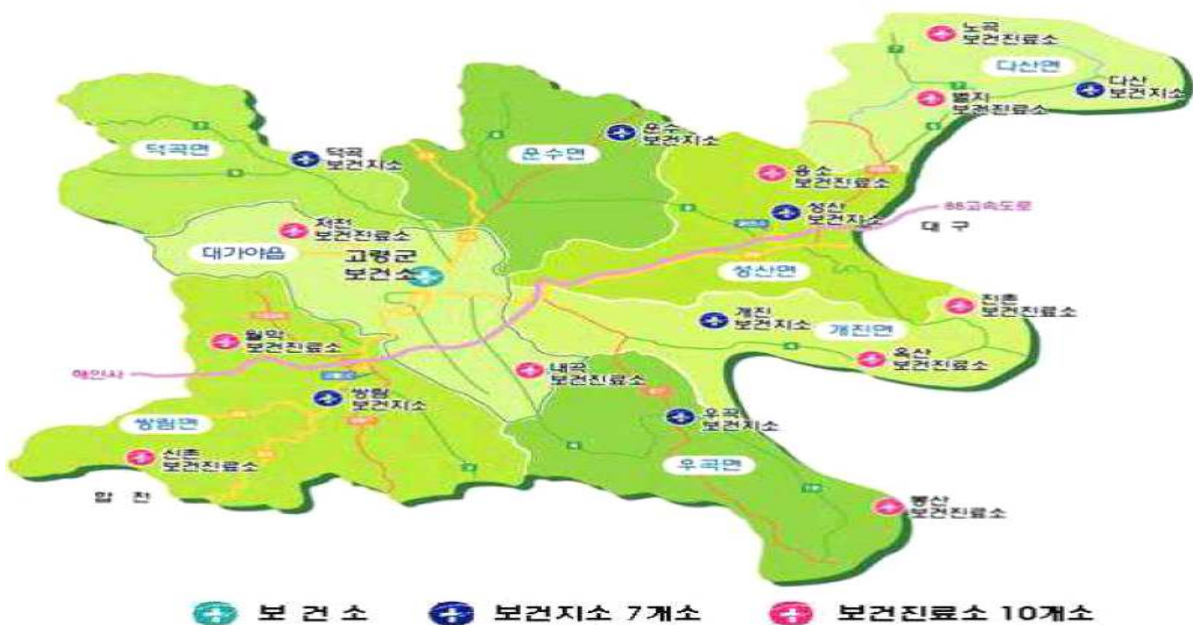 노곡
보건진료소
다산면
다산
보건지소
벌지
보건진료소
운수
보건지소
덕곡면
덕곡
보건지소
운수면
용소
보건진료소
성산
보건지소
88고속도로
대 구
저전
보건진료소
대가야읍
고령군
보건소
성산면
개진
보건지소
개진면
진촌
보건진료소
옥산
보건진료소
월막
보건진료소
해인사
내곡
보건진료소
쌍림
보건지소
쌍림면
우곡
보건지소
신촌
보건진료소
우곡면
합 천
봉산
보건진료소
보 건 소
보건지소 7개소
보건진료소 10개소